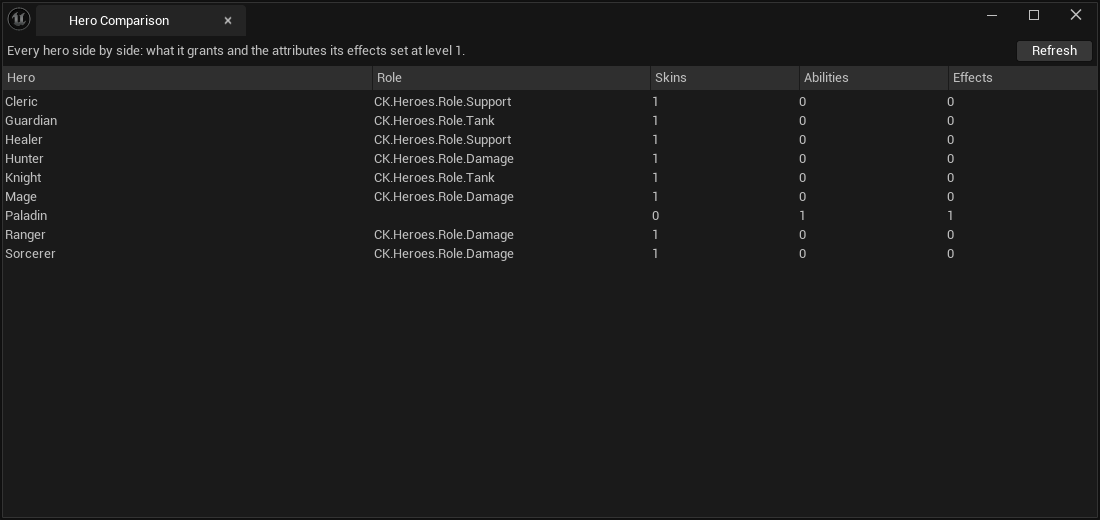 Hero Comparison
Every hero side by side: what it grants and the attributes its effects set at level 1. Refresh
Hero Role Skins Abilities Effects
Cleric CK.Heroes.Role.Support 1 0 0
Guardian CK.Heroes.Role.Tank 1 0 0
Healer CK.Heroes.Role.Support 1 0 0
Hunter CK.Heroes.Role.Damage 1 0 0
Knight CK.Heroes.Role.Tank 1 0 0
Mage CK.Heroes.Role.Damage 1 0 0
Paladin 0 1 1
Ranger CK.Heroes.Role.Damage 1 0 0
Sorcerer CK.Heroes.Role.Damage 1 0 0